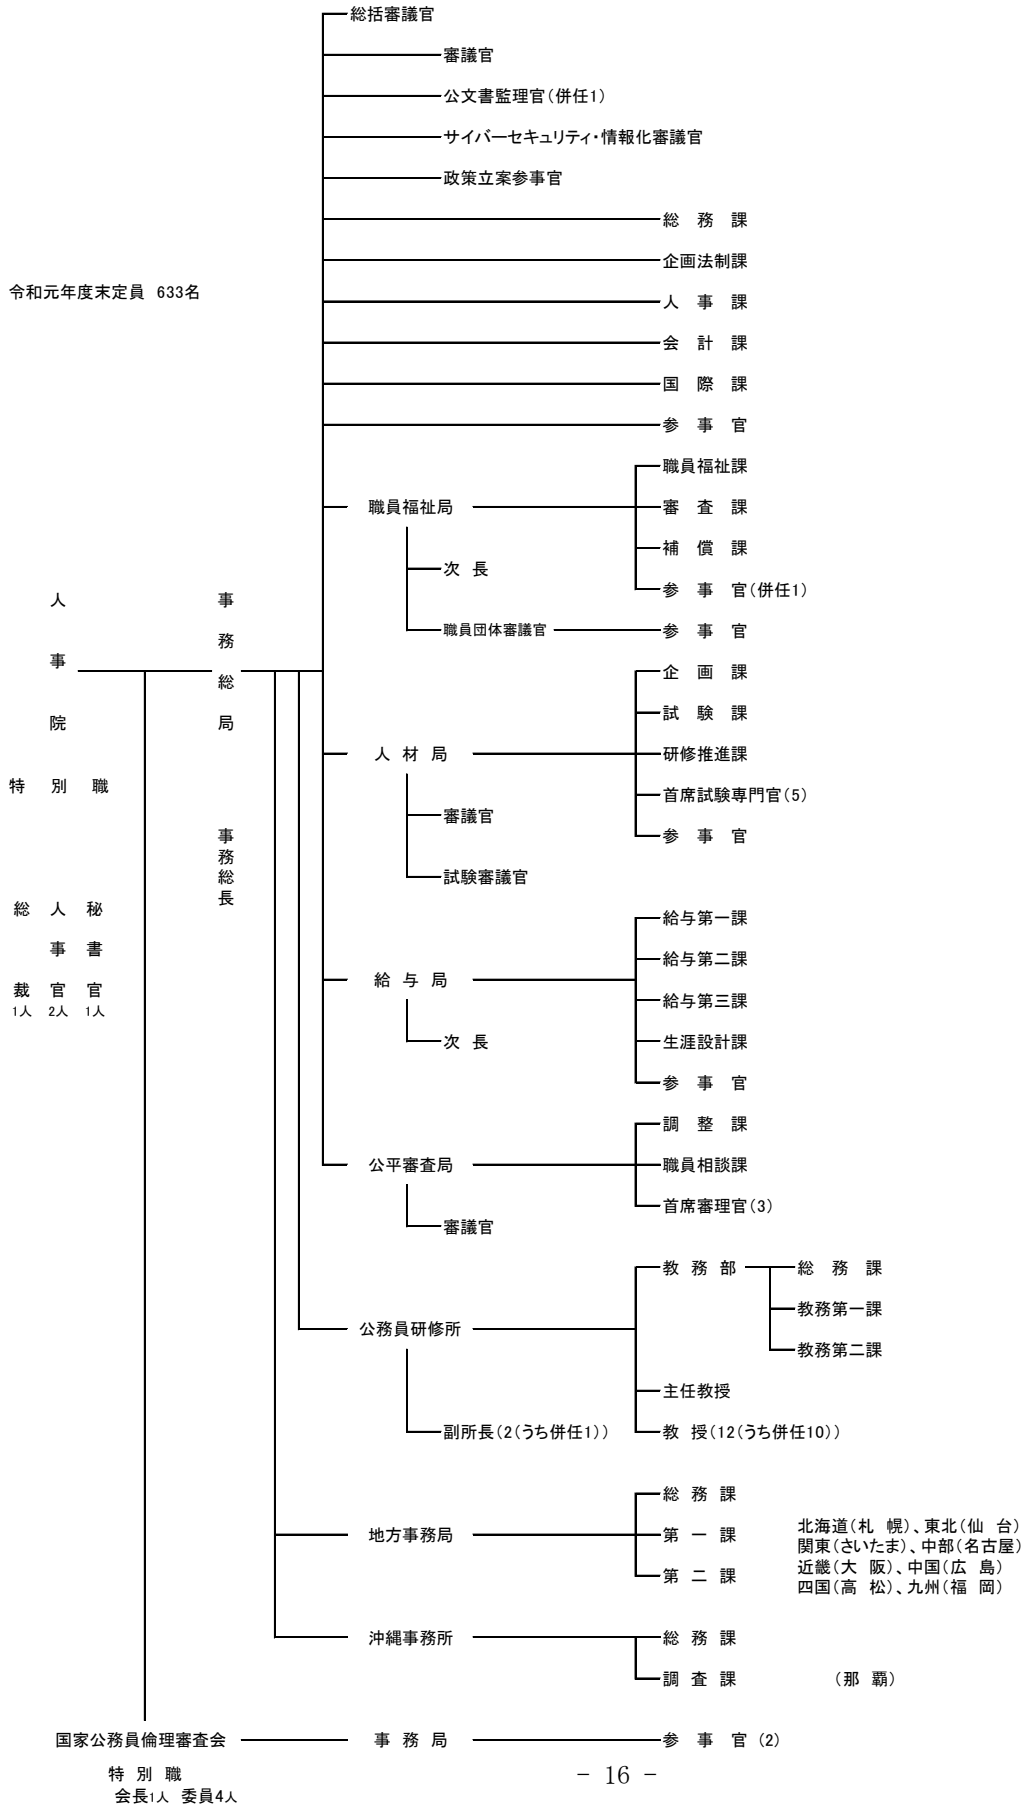 総括審議官
審議官
公文書監理官（併任1）
サイバーセキュリティ・情報化審議官
政策立案参事官
総　務　課
企画法制課
令和元年度末定員　633名
人　事　課
会　計　課
国　際　課
参　事　官
職員福祉課
職員福祉局
審　査　課
補　償　課
次　長
参　事　官（併任1）
職員団体審議官
参　事　官
人事院
事務総局
企　画　課
試　験　課
人　材　局
研修推進課
特　別　職
首席試験専門官（5）
審議官
参　事　官
事務総長
試験審議官
総裁
1人
人事官
2人
秘書官
1人
給与第一課
給与第二課
給　与　局
給与第三課
次　長
生涯設計課
参　事　官
調　整　課
公平審査局
職員相談課
首席審理官（3）
審議官
教　務　部
総　務　課
教務第一課
公務員研修所
教務第二課
主任教授
副所長（2（うち併任1））
教　授（12（うち併任10））
総　務　課
地方事務局
第　一　課
第　二　課
北海道（札　幌）、東北（仙　台）
関東（さいたま）、中部（名古屋）
近畿（大　阪）、中国（広　島）
四国（高　松）、九州（福　岡）
沖縄事務所
総　務　課
調　査　課
（那　覇）
国家公務員倫理審査会
事　務　局
参　事　官（2）
特　別　職
会長1人　委員4人
－ 16 －